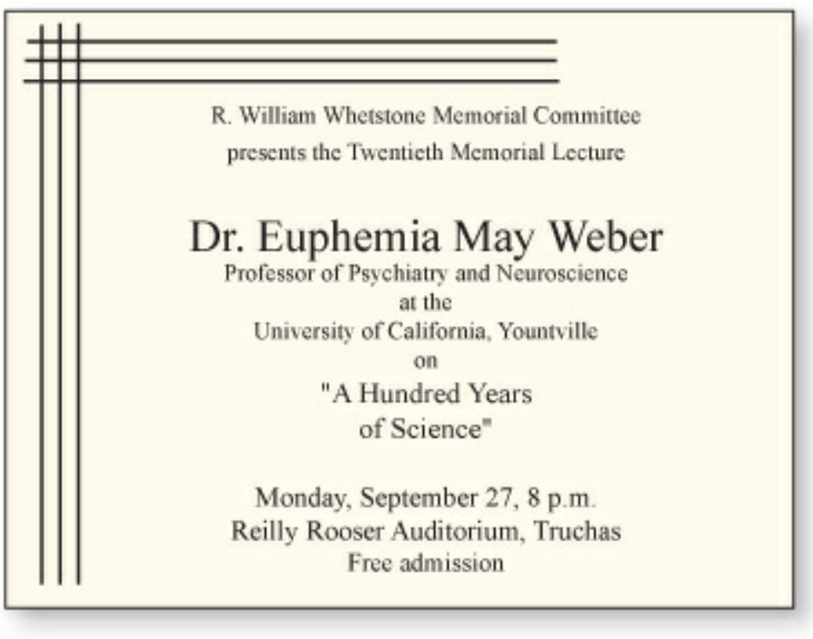 R. William Whetstone Memorial Committee
presents the Twentieth Memorial Lecture
Dr. Euphemia May Weber
Professor of Psychiatry and Neuroscience
at the
University of California, Yountville
on
"A Hundred Years
of Science"
Monday, September 27, 8 p.m.
Reilly Rooser Auditorium, Truchas
Free admission